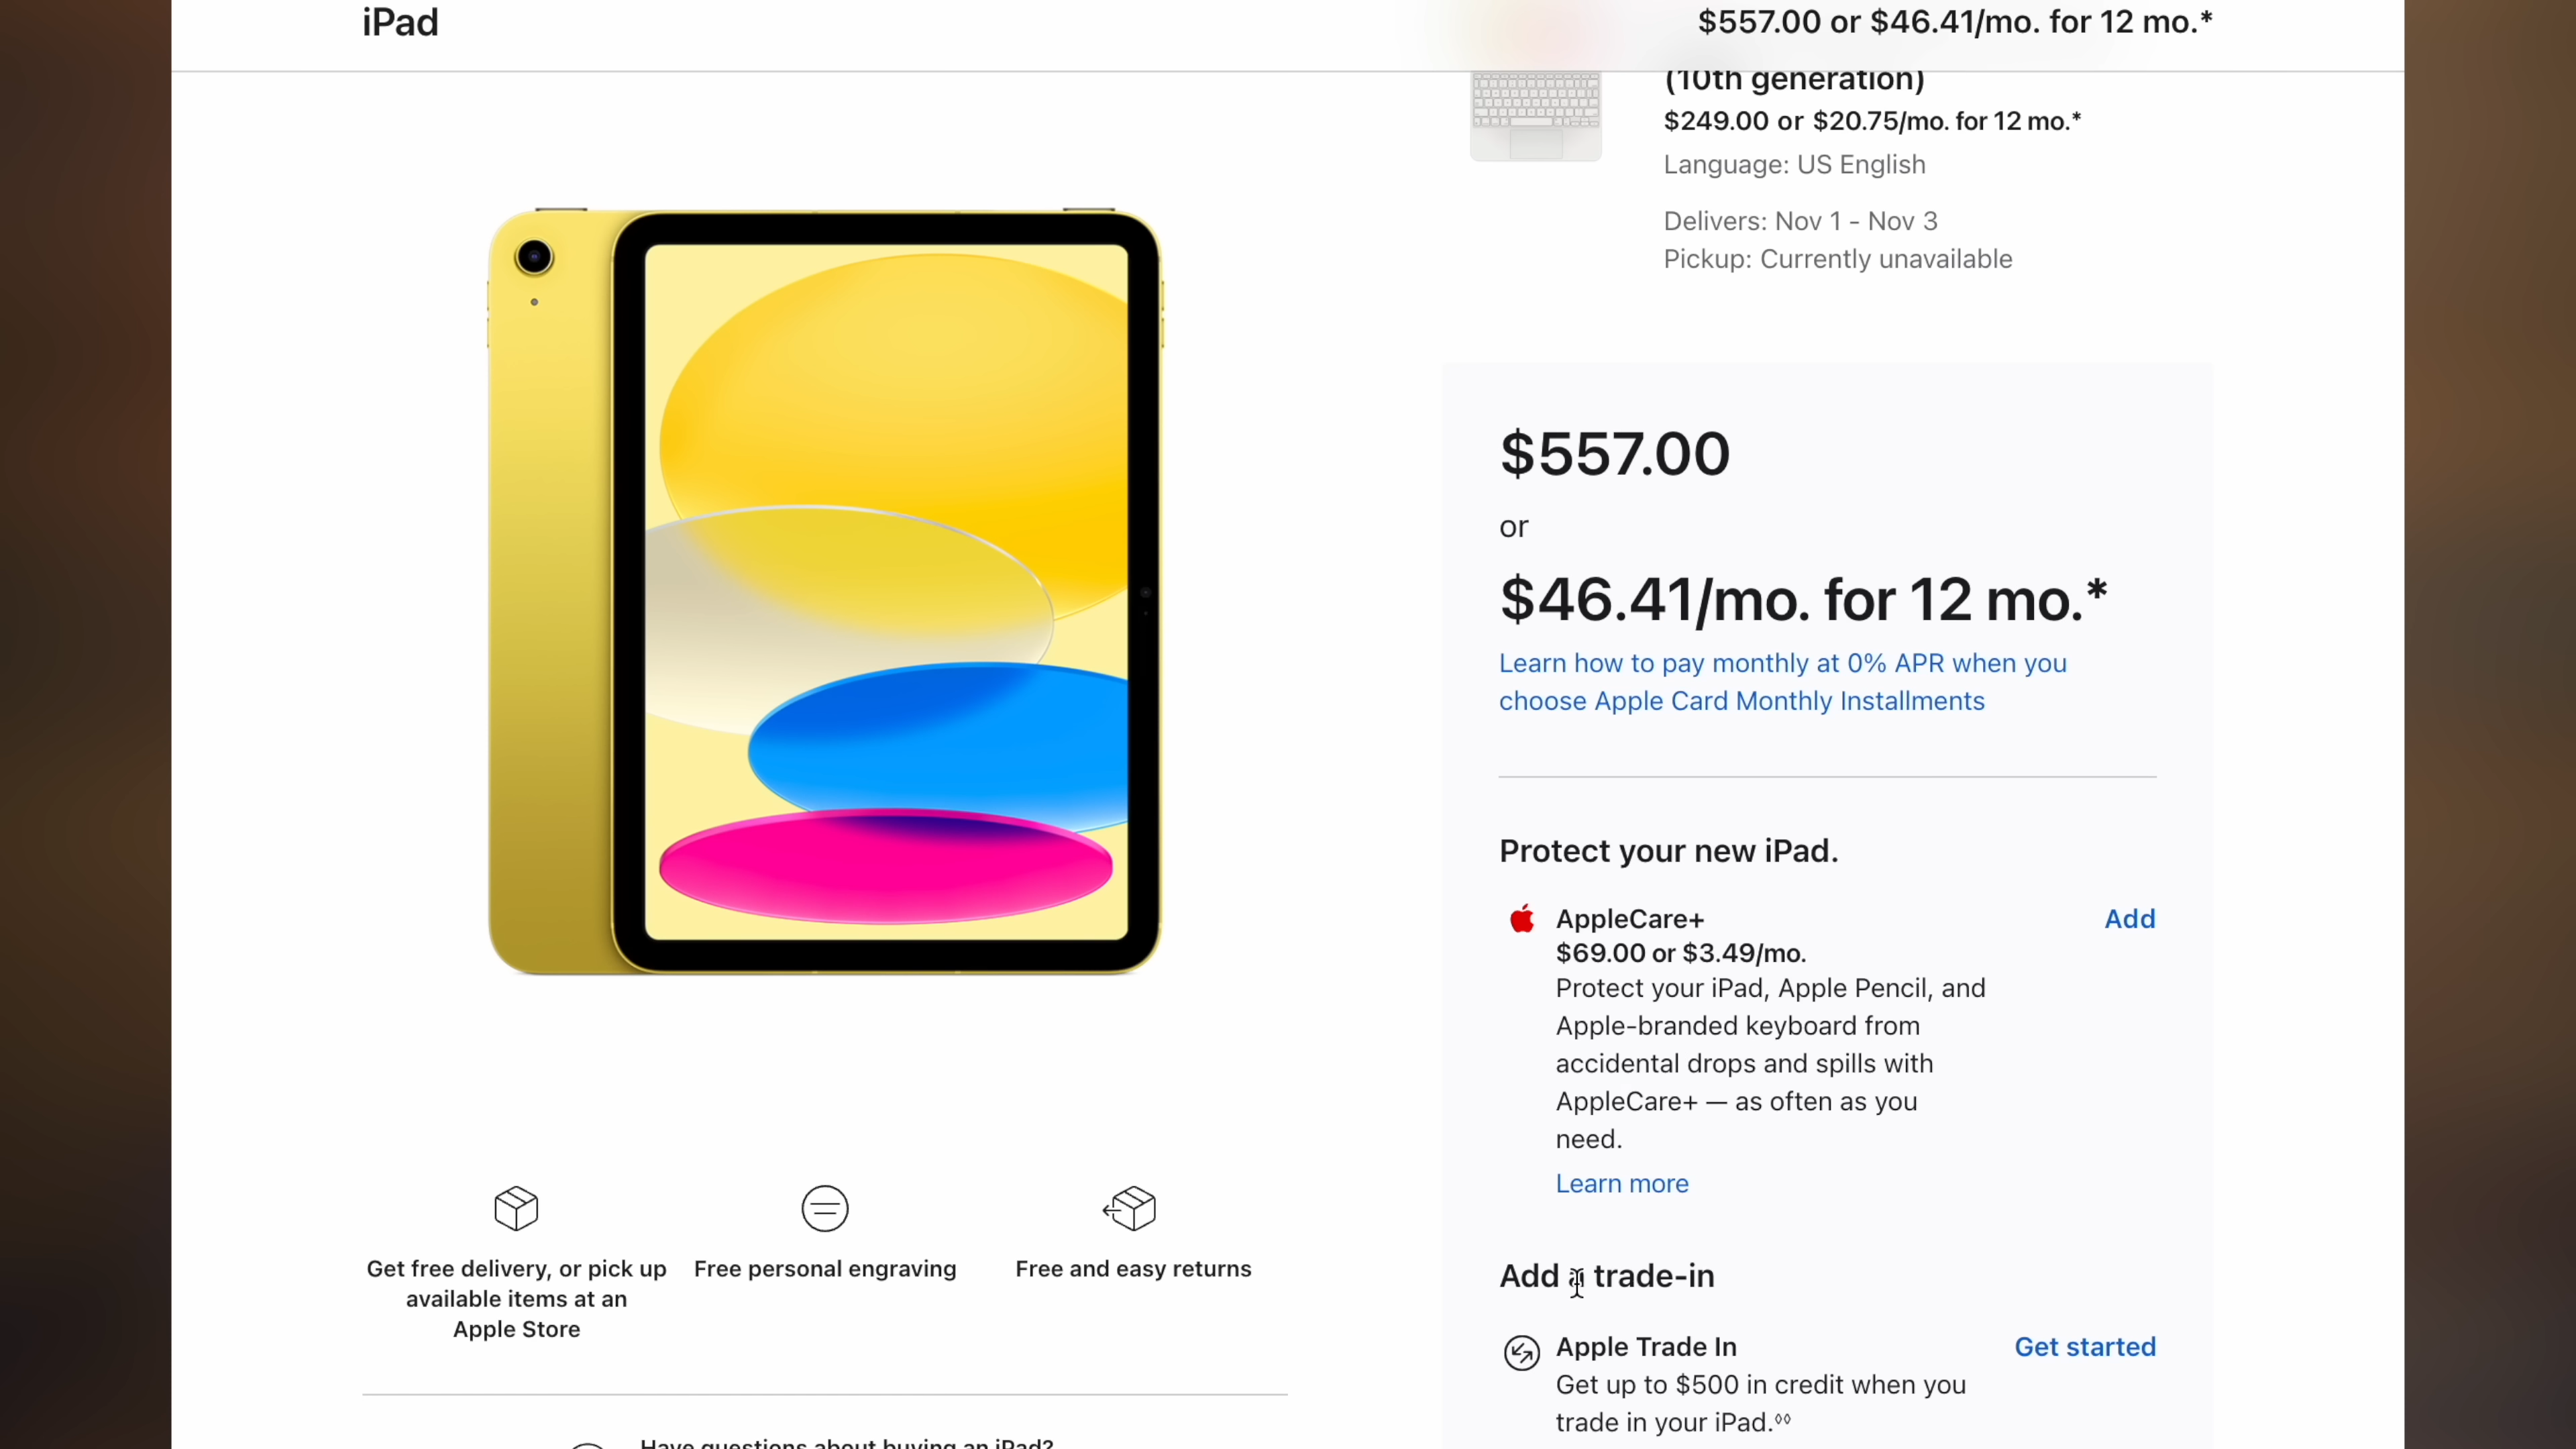 iPad
$557.00 or $46.41/mo. for 12 mo.*
(10th generation)
$249.00 or $20.75/mo. for 12 mo.*
Language: US English
Delivers: Nov 1 - Nov 3
Pickup: Currently unavailable
$557.00
or
$46.41/mo. for 12 mo.*
Learn how to pay monthly at 0% APR when you
choose Apple Card Monthly Installments
Protect your new iPad.
AppleCare+
Add
$69.00 or $3.49/mo.
Protect your iPad, Apple Pencil, and
Apple-branded keyboard from
accidental drops and spills with
AppleCare+ — as often as you
need.
Learn more
Add a trade-in
Apple Trade In
Get started
Get up to $500 in credit when you
trade in your iPad.◊◊
Get free delivery, or pick up
available items at an
Apple Store
Free personal engraving
Free and easy returns
Have questions about buying an iPad?